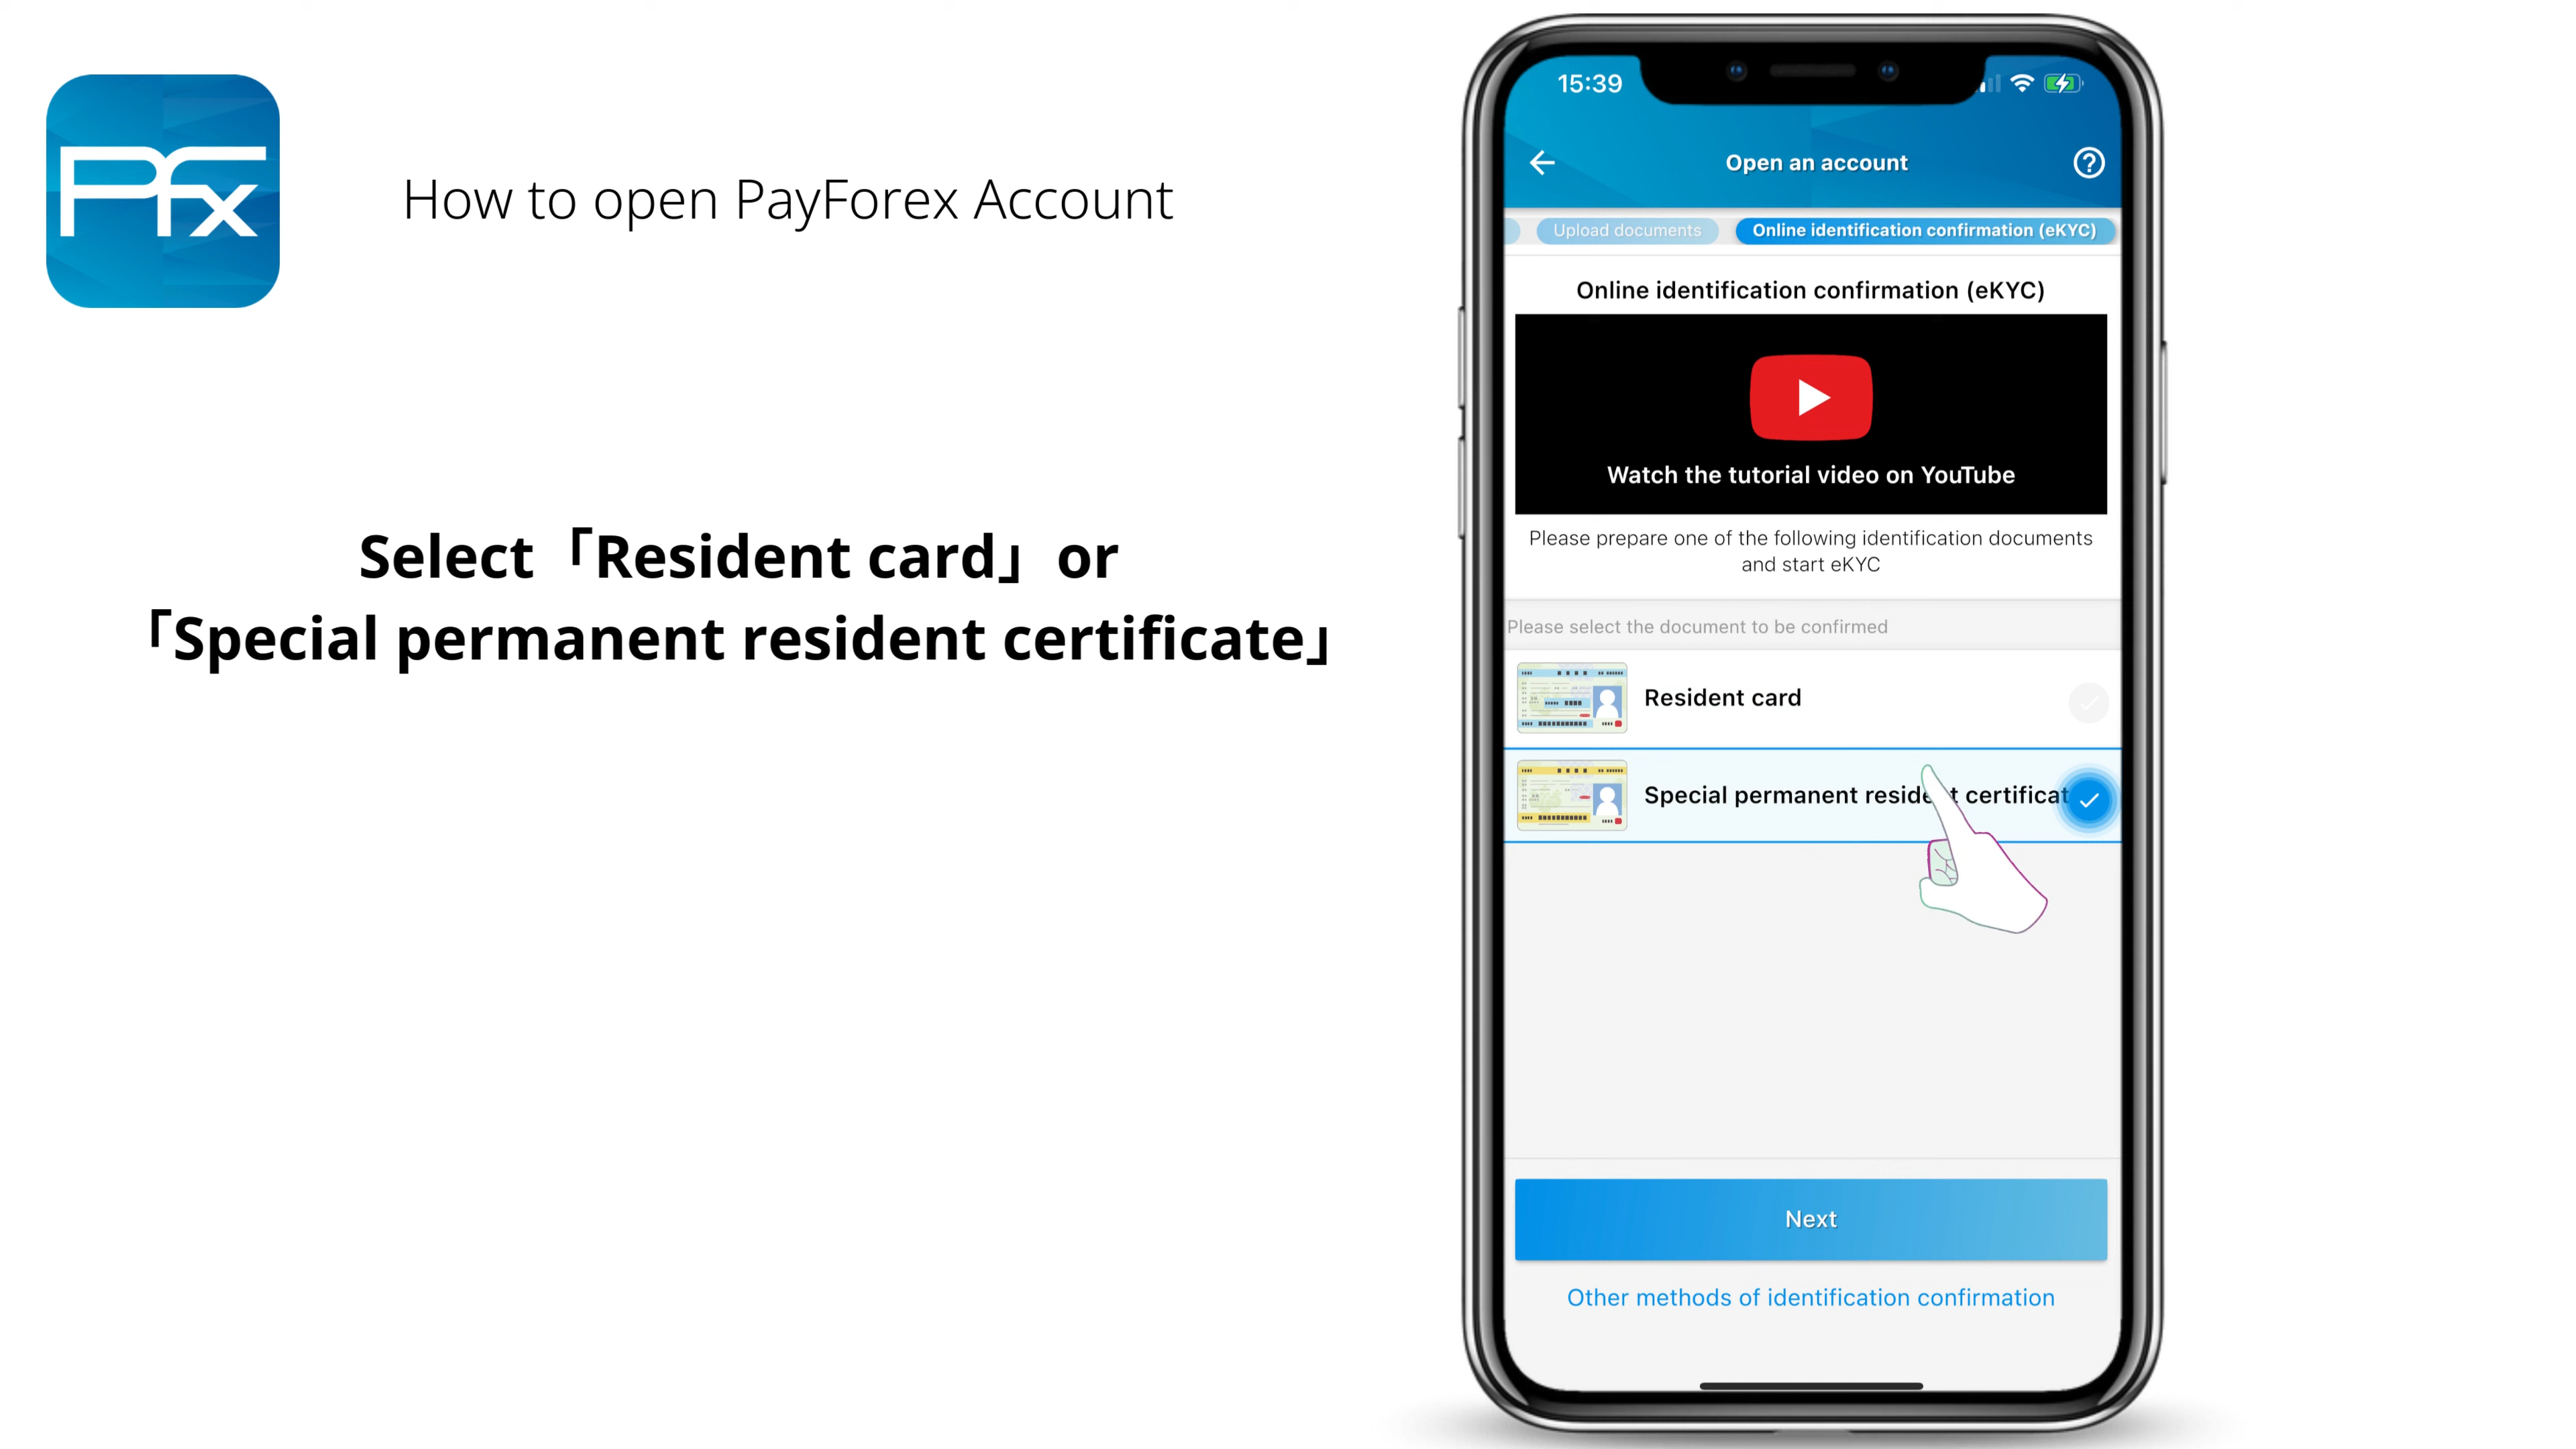 Pfx
How to open PayForex Account
Select「Resident card」or
「Special permanent resident certificate」
15:39
Open an account
Upload documents
Online identification confirmation (eKYC)
Online identification confirmation (eKYC)
Watch the tutorial video on YouTube
Please prepare one of the following identification documents
and start eKYC
Please select the document to be confirmed
Resident card
Special permanent resident certificat
Next
Other methods of identification confirmation